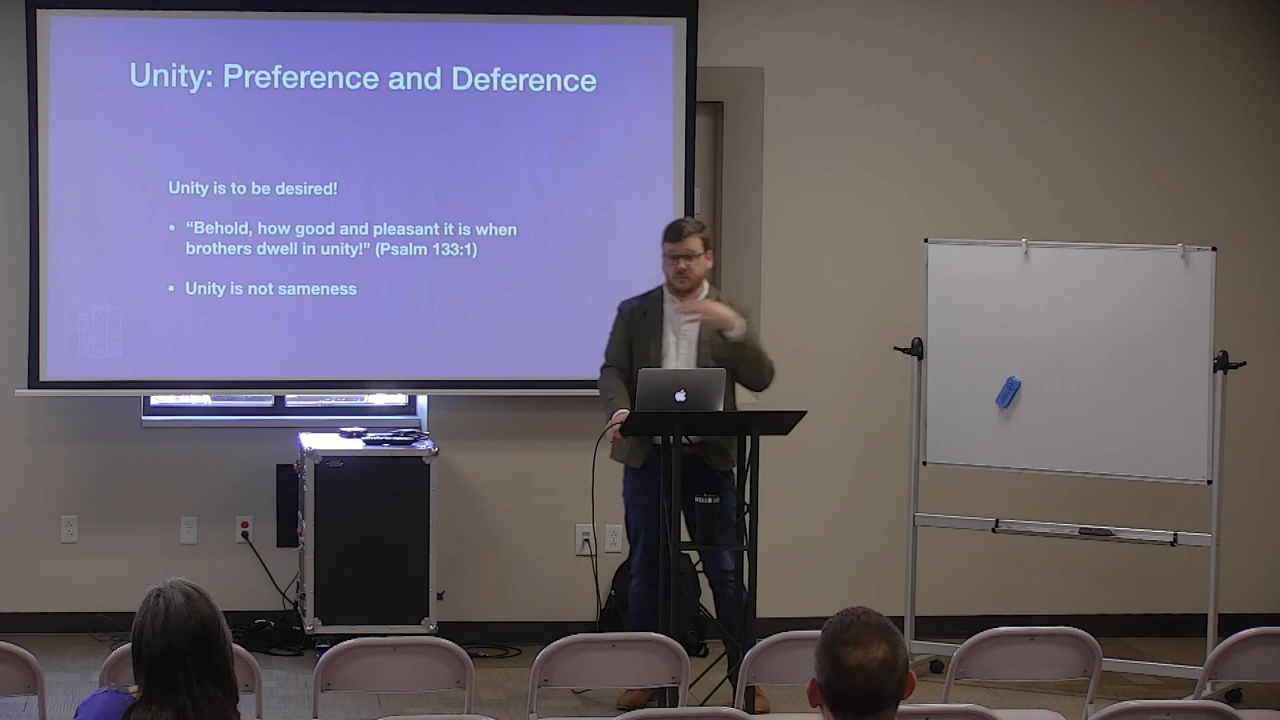 Unity: Preference and Deference
Unity is to be desired!
• “Behold, how good and pleasant it is when
brothers dwell in unity!” (Psalm 133:1)
• Unity is not sameness